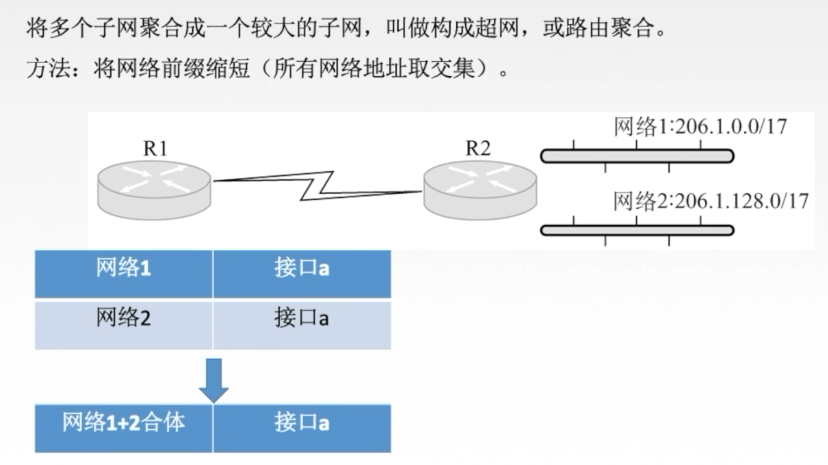 将多个子网聚合成一个较大的子网，叫做构成超网，或路由聚合。
方法：将网络前缀缩短（所有网络地址取交集）。
网络1:206.1.0.0/17
R1
R2
网络2:206.1.128.0/17
网络1 接口a
网络2 接口a
网络1+2合体 接口a